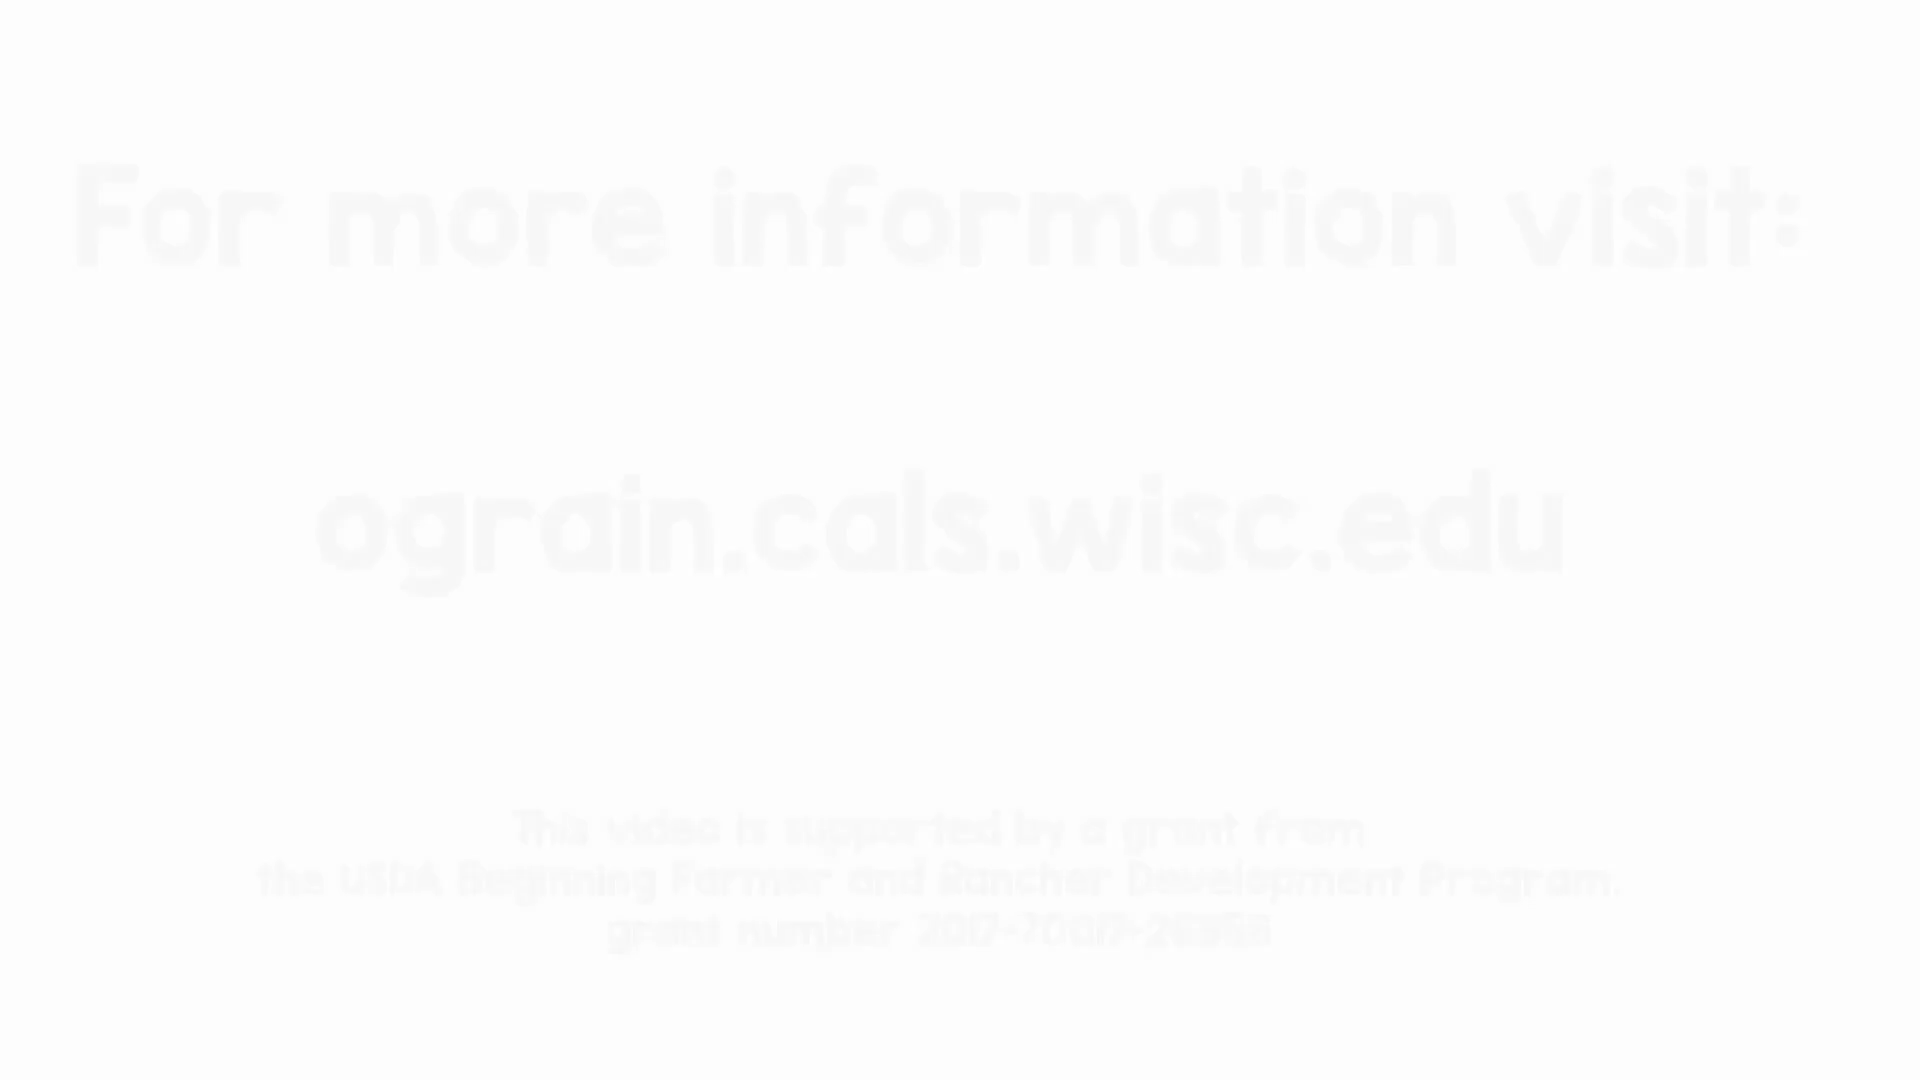 For more information visit:
ograin.cals.wisc.edu
This video is supported by a grant from
the USDA Beginning Farmer and Rancher Development Program.
grant number